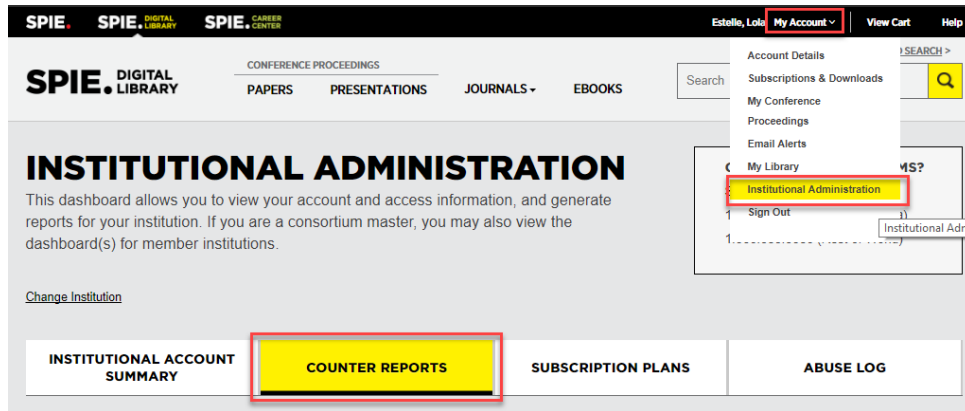 SPIE. SPIE. DIGITAL LIBRARY SPIE. CAREER CENTER Estelle, Lola My Account View Cart Help
SPIE. DIGITAL LIBRARY
CONFERENCE PROCEEDINGS
PAPERS PRESENTATIONS JOURNALS EBOOKS
Search
SEARCH >
Account Details
Subscriptions & Downloads
My Conference
Proceedings
Email Alerts
My Library
Institutional Administration
Sign Out
Institutional Adr
MS?
INSTITUTIONAL ADMINISTRATION
This dashboard allows you to view your account and access information, and generate
reports for your institution. If you are a consortium master, you may also view the
dashboard(s) for member institutions.
Change Institution
INSTITUTIONAL ACCOUNT
SUMMARY
COUNTER REPORTS
SUBSCRIPTION PLANS
ABUSE LOG